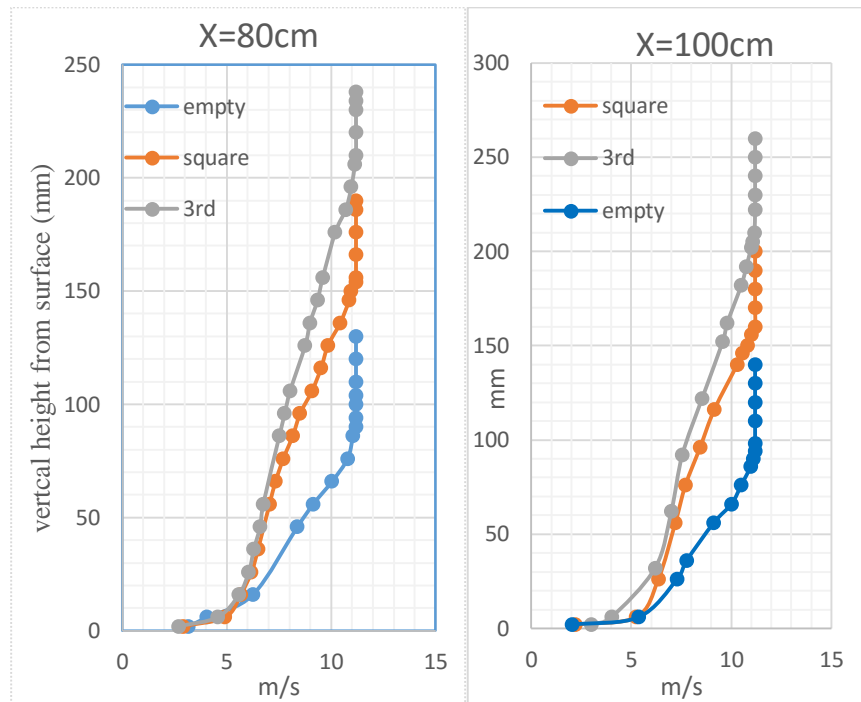 X=80cm
250
200
150
100
50
0
vertcal height from surface (mm)
empty
square
3rd
0 5 10 15
m/s
X=100cm
300
250
200
150
100
50
0
mm
square
3rd
empty
0 5 10 15
m/s